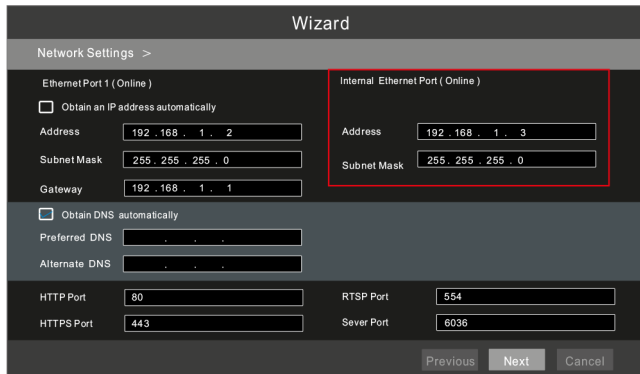 Wizard
Network Settings >
Ethernet Port 1 ( Online )
Internal Ethernet Port ( Online )
Obtain an IP address automatically
Address 192 . 168 . 1 . 2
Address 192 . 168 . 1 . 3
Subnet Mask 255 . 255 . 255 . 0
Subnet Mask 255 . 255 . 255 . 0
Gateway 192 . 168 . 1 . 1
Obtain DNS automatically
Preferred DNS . . .
Alternate DNS . . .
HTTP Port 80
RTSP Port 554
HTTPS Port 443
Sever Port 6036
Previous Next Cancel